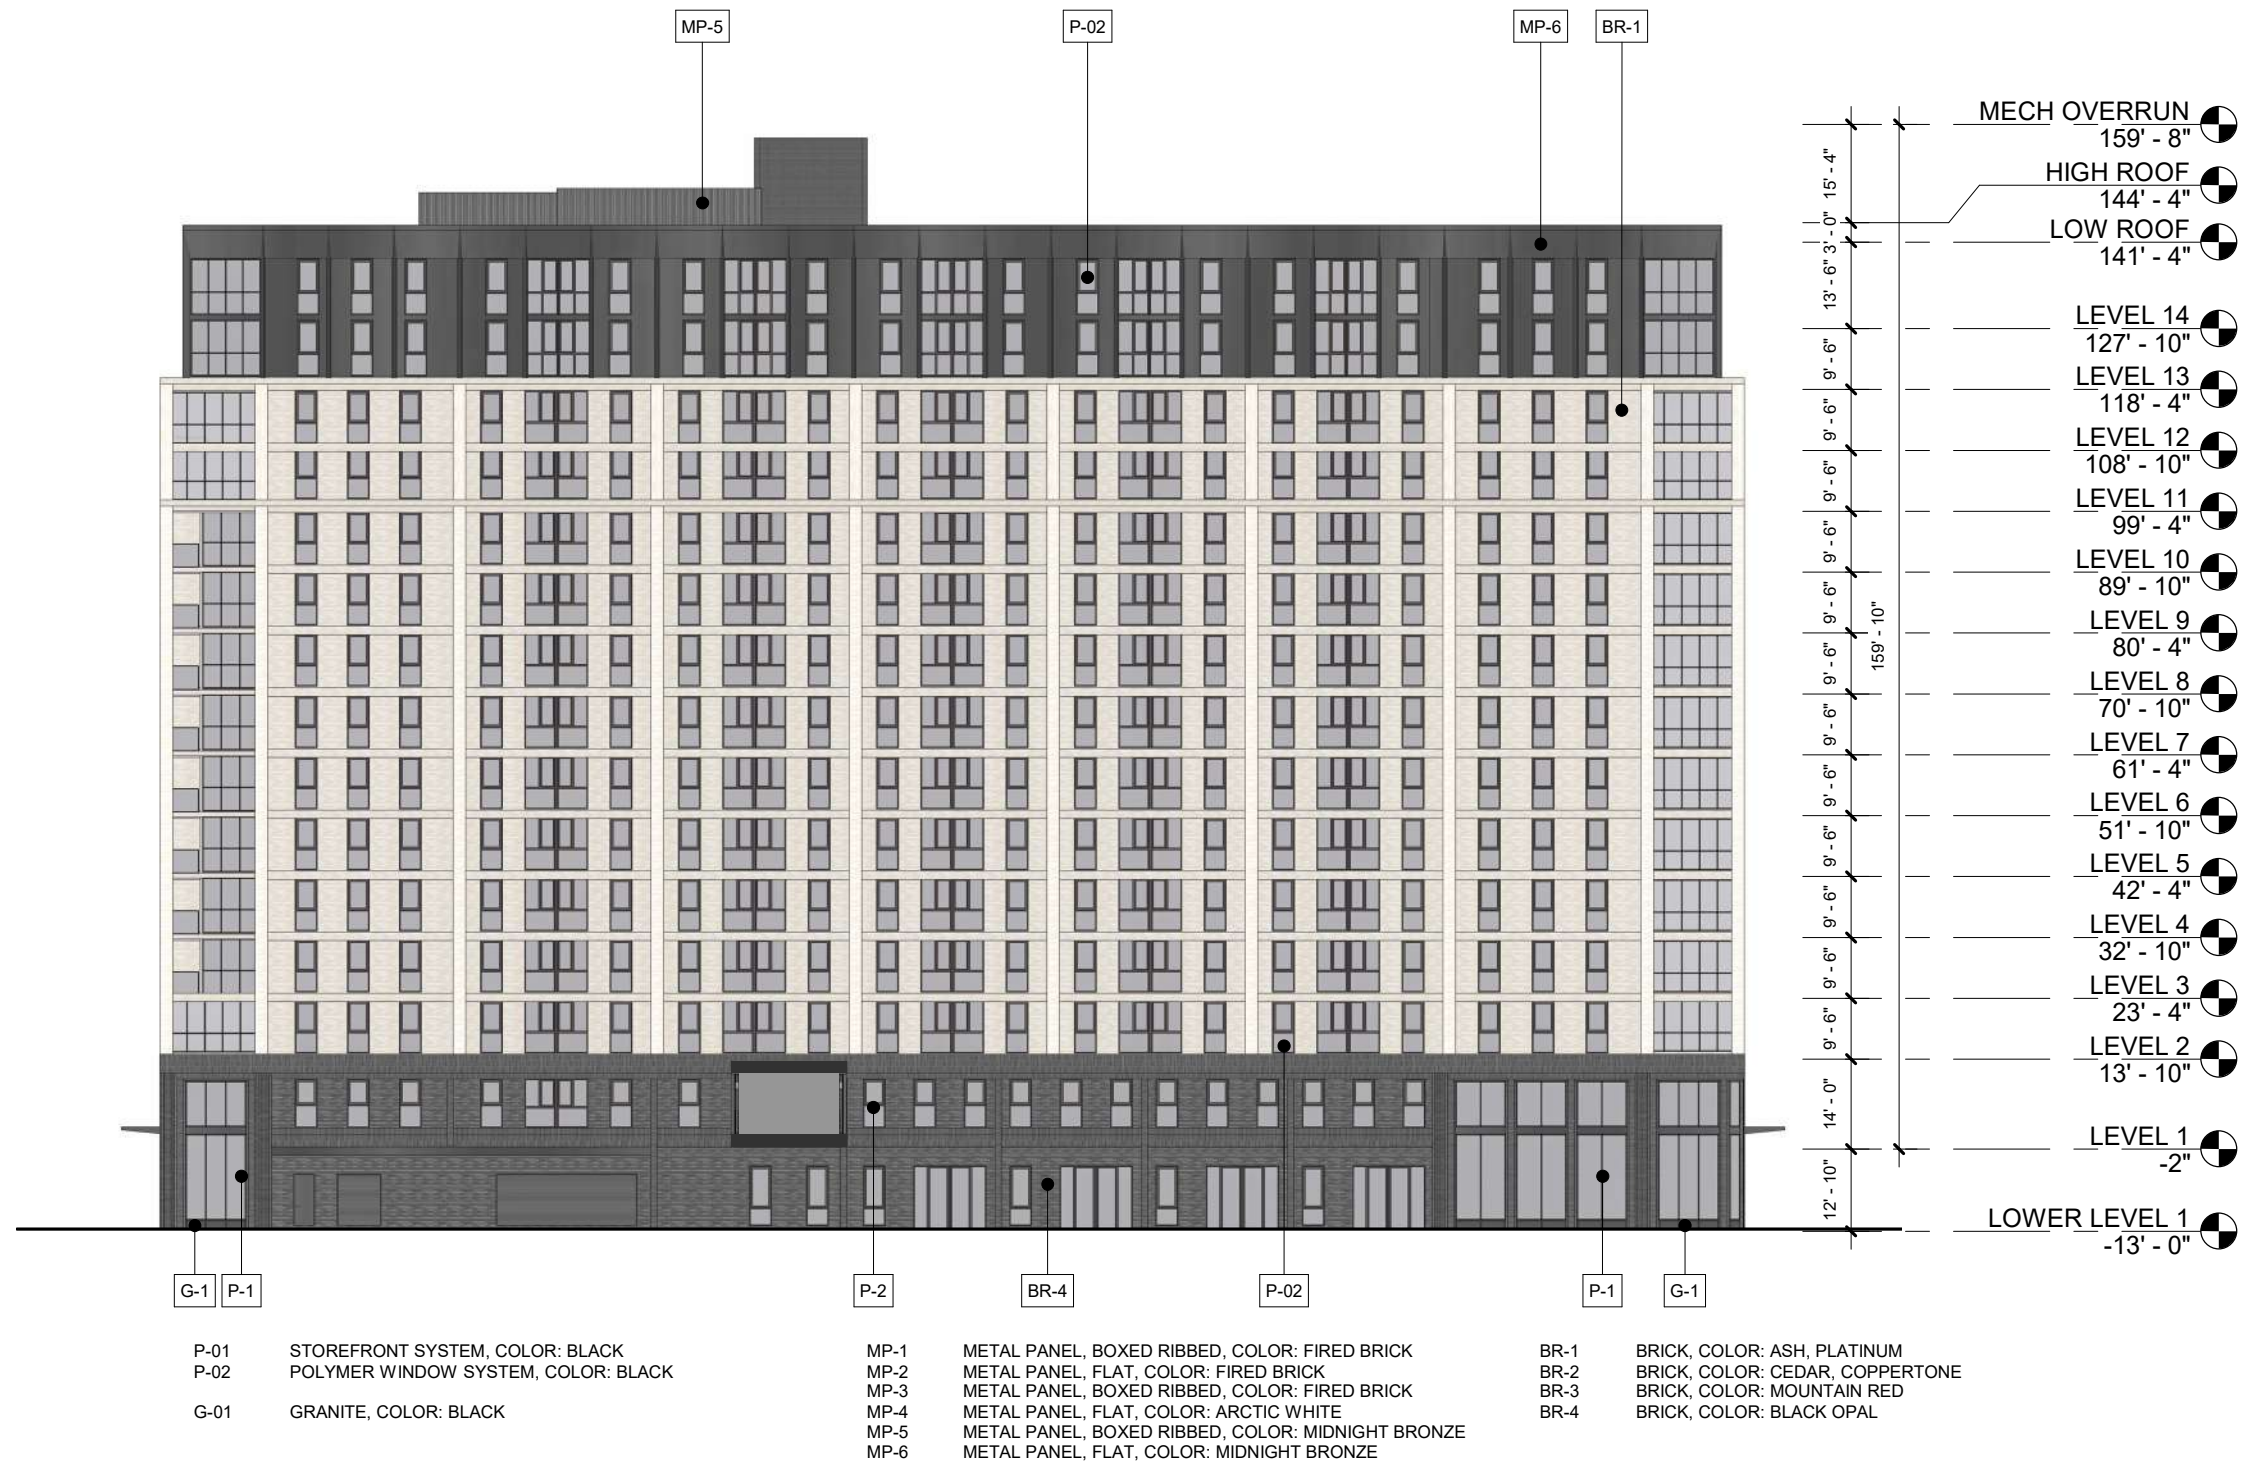 MP-5
P-02
MP-6
BR-1
MECH OVERRUN
159' - 8"
HIGH ROOF
144' - 4"
LOW ROOF
141' - 4"
LEVEL 14
127' - 10"
LEVEL 13
118' - 4"
LEVEL 12
108' - 10"
LEVEL 11
99' - 4"
LEVEL 10
89' - 10"
LEVEL 9
80' - 4"
LEVEL 8
70' - 10"
LEVEL 7
61' - 4"
LEVEL 6
51' - 10"
LEVEL 5
42' - 4"
LEVEL 4
32' - 10"
LEVEL 3
23' - 4"
LEVEL 2
13' - 10"
LEVEL 1
-2"
LOWER LEVEL 1
-13' - 0"
15' - 4"
3' - 0"
13' - 6"
9' - 6"
9' - 6"
9' - 6"
9' - 6"
9' - 6"
9' - 6"
9' - 6"
9' - 6"
9' - 6"
9' - 6"
9' - 6"
9' - 6"
14' - 0"
12' - 10"
159' - 10"
G-1
P-1
P-2
BR-4
P-02
P-1
G-1
P-01 STOREFRONT SYSTEM, COLOR: BLACK
P-02 POLYMER WINDOW SYSTEM, COLOR: BLACK
G-01 GRANITE, COLOR: BLACK
MP-1 METAL PANEL, BOXED RIBBED, COLOR: FIRED BRICK
MP-2 METAL PANEL, FLAT, COLOR: FIRED BRICK
MP-3 METAL PANEL, BOXED RIBBED, COLOR: FIRED BRICK
MP-4 METAL PANEL, FLAT, COLOR: ARCTIC WHITE
MP-5 METAL PANEL, BOXED RIBBED, COLOR: MIDNIGHT BRONZE
MP-6 METAL PANEL, FLAT, COLOR: MIDNIGHT BRONZE
BR-1 BRICK, COLOR: ASH, PLATINUM
BR-2 BRICK, COLOR: CEDAR, COPPERTONE
BR-3 BRICK, COLOR: MOUNTAIN RED
BR-4 BRICK, COLOR: BLACK OPAL